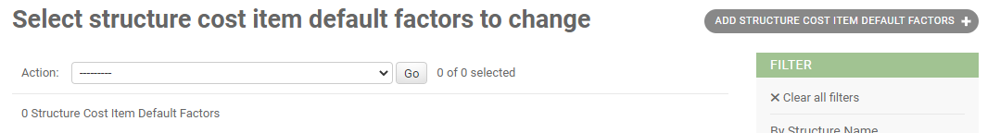 Select structure cost item default factors to change
ADD STRUCTURE COST ITEM DEFAULT FACTORS +
Action: --------- Go 0 of 0 selected
FILTER
✕ Clear all filters
0 Structure Cost Item Default Factors
By Structure Name